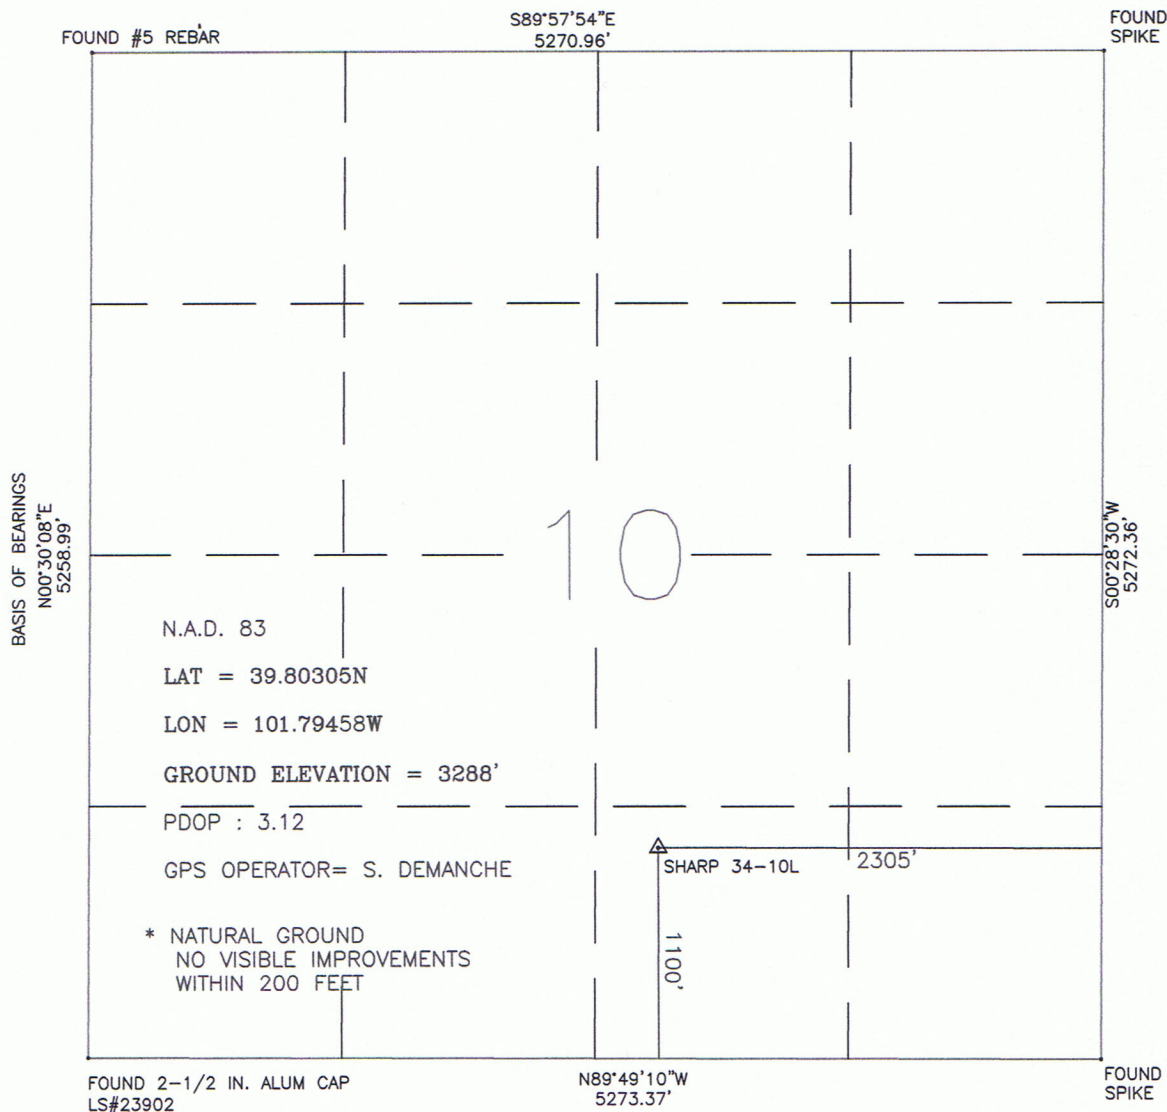 S89°57'54"E
5270.96'
FOUND #5 REBAR
FOUND
SPIKE
BASIS OF BEARINGS
N00°30'08"E
5258.99'
10
S00°28'30"W
5272.36'
N.A.D. 83
LAT = 39.80305N
LON = 101.79458W
GROUND ELEVATION = 3288'
PDOP : 3.12
GPS OPERATOR= S. DEMANCHE
SHARP 34-10L
2305'
1100'
* NATURAL GROUND
NO VISIBLE IMPROVEMENTS
WITHIN 200 FEET
FOUND 2-1/2 IN. ALUM CAP
LS#23902
N89°49'10"W
5273.37'
FOUND
SPIKE